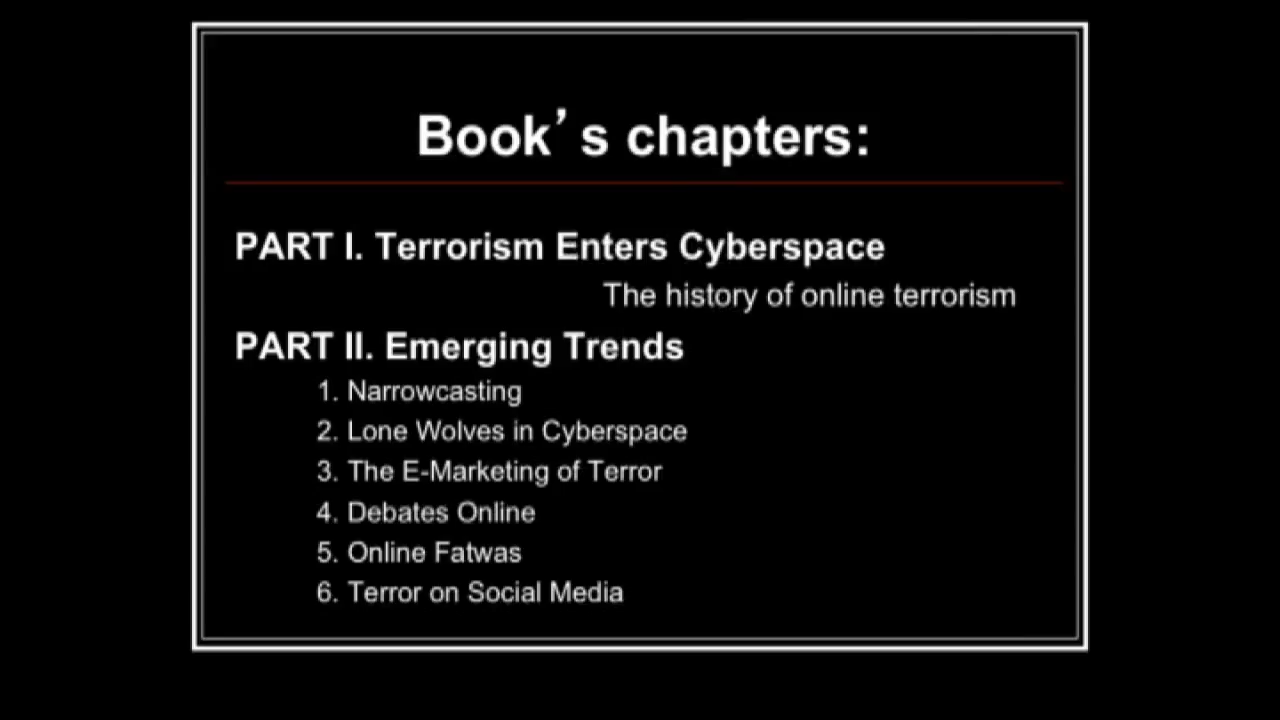 Book's chapters:
PART I. Terrorism Enters Cyberspace
The history of online terrorism
PART II. Emerging Trends
1. Narrowcasting
2. Lone Wolves in Cyberspace
3. The E-Marketing of Terror
4. Debates Online
5. Online Fatwas
6. Terror on Social Media